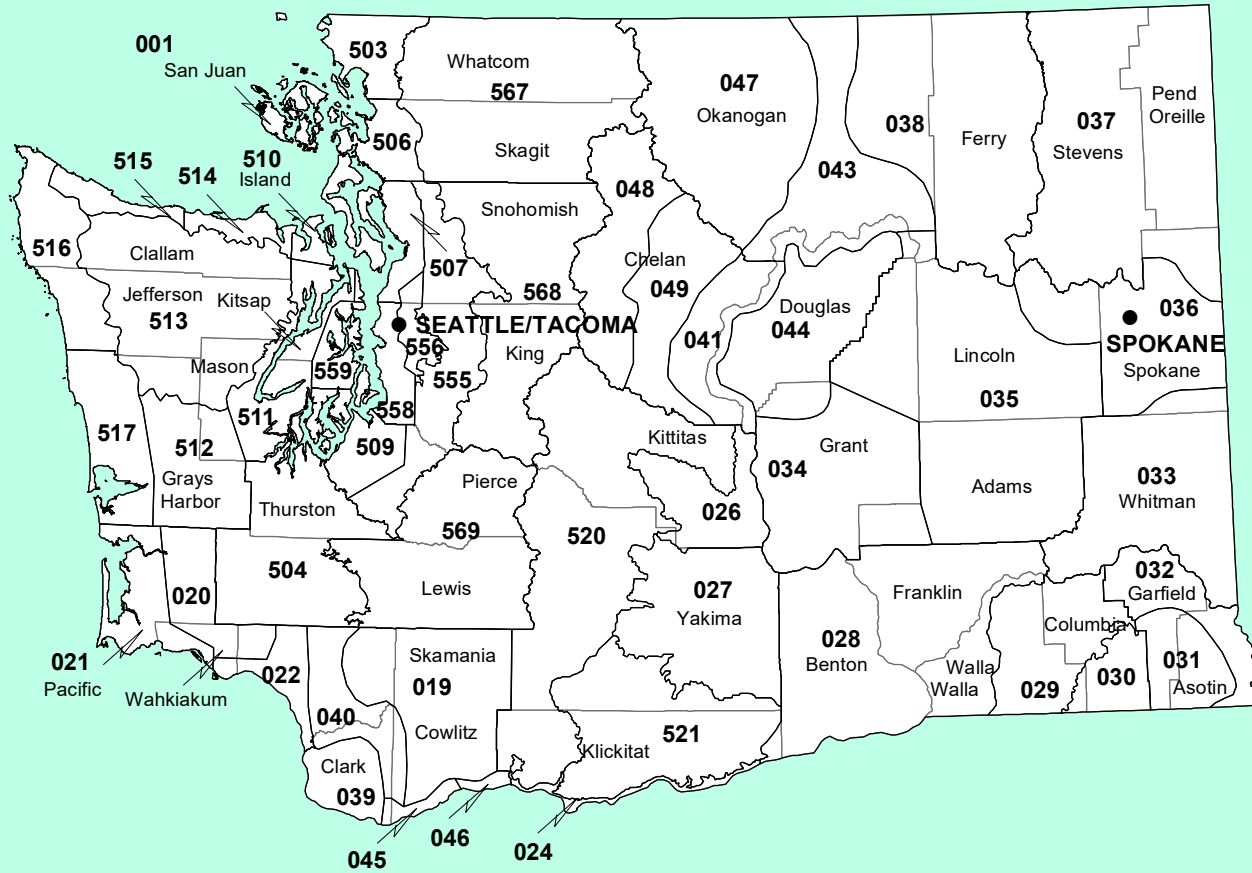 001
San Juan
503
Whatcom
567
047
Okanogan
038
Ferry
037
Stevens
Pend
Oreille
515
514
510
Island
506
Skagit
048
043
516
Clallam
Snohomish
507
Chelan
049
Jefferson
513
Kitsap
568
Douglas
044
036
SEATTLE/TACOMA
556
King
041
Lincoln
035
SPOKANE
Spokane
Mason
559
555
511
558
517
512
509
Kittitas
Grant
034
Grays
Harbor
Thurston
Pierce
569
026
Adams
033
Whitman
520
504
Lewis
020
027
Yakima
Franklin
032
Garfield
Columbia
028
Benton
021
Pacific
Wahkiakum
022
Skamania
019
Walla
Walla
029
030
031
Asotin
040
Cowlitz
Klickitat
521
Clark
039
045
046
024